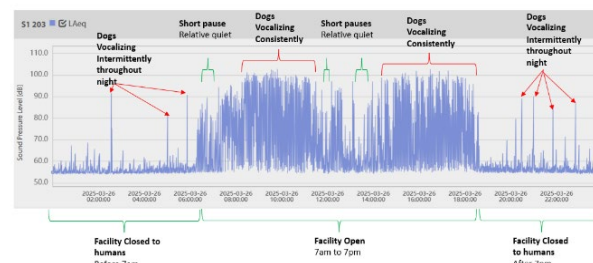 S1 203 LAeq
Dogs
Vocalizing
Intermittently
throughout
night
Short pause
Relative quiet
Dogs
Vocalizing
Consistently
Short pauses
Relative quiet
Dogs
Vocalizing
Consistently
Dogs
Vocalizing
Intermittently
throughout
night
Sound Pressure Level [dB]
110.0
100.0
90.0
80.0
70.0
60.0
50.0
2025-03-26
02:00:00
2025-03-26
04:00:00
2025-03-26
06:00:00
2025-03-26
08:00:00
2025-03-26
10:00:00
2025-03-26
12:00:00
2025-03-26
14:00:00
2025-03-26
16:00:00
2025-03-26
18:00:00
2025-03-26
20:00:00
2025-03-26
22:00:00
Facility Closed to
humans
Before 7am
Facility Open
7am to 7pm
Facility Closed
to humans
After 7pm